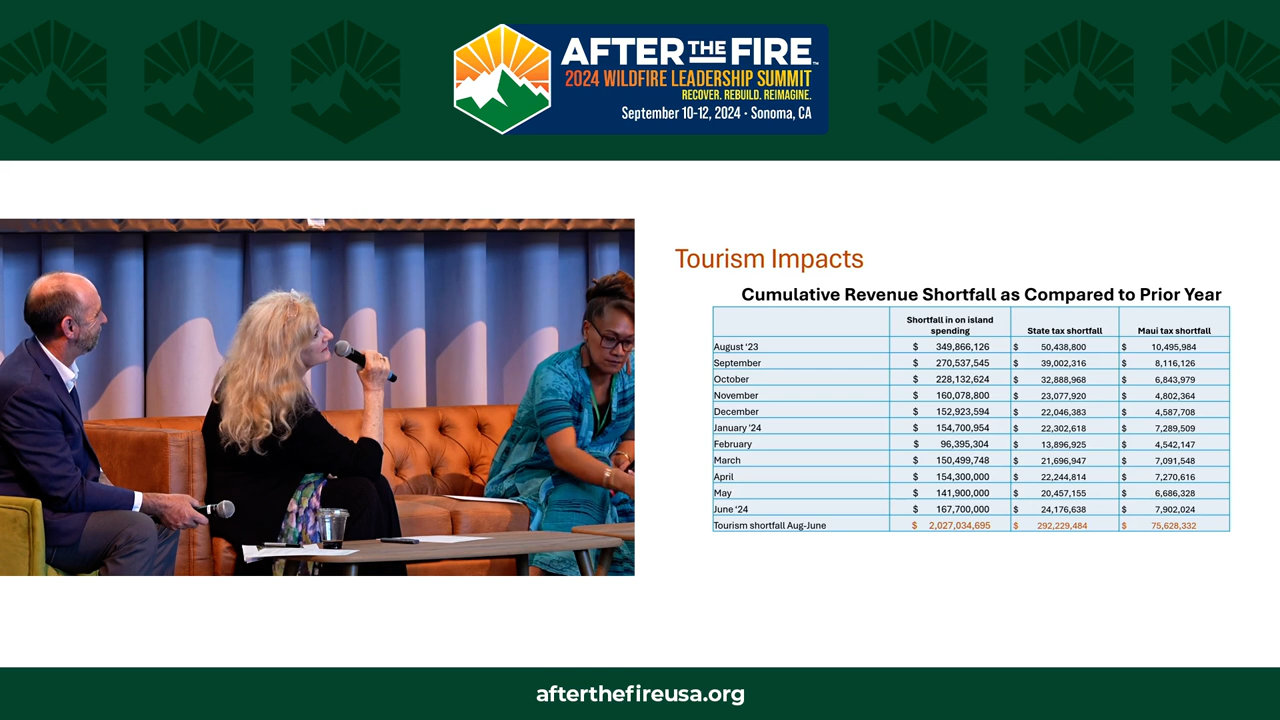 AFTER THE FIRE™
2024 WILDFIRE LEADERSHIP SUMMIT
RECOVER. REBUILD. REIMAGINE.
September 10-12, 2024 · Sonoma, CA
Tourism Impacts
Cumulative Revenue Shortfall as Compared to Prior Year
Shortfall in on island spending State tax shortfall Maui tax shortfall
August '23 $ 349,866,126 $ 50,438,800 $ 10,495,984
September $ 270,537,545 $ 39,002,316 $ 8,116,126
October $ 228,132,624 $ 32,888,968 $ 6,843,979
November $ 160,078,800 $ 23,077,920 $ 4,802,364
December $ 152,923,594 $ 22,046,383 $ 4,587,708
January '24 $ 154,700,954 $ 22,302,618 $ 7,289,509
February $ 96,395,304 $ 13,896,925 $ 4,542,147
March $ 150,499,748 $ 21,696,947 $ 7,091,548
April $ 154,300,000 $ 22,244,814 $ 7,270,616
May $ 141,900,000 $ 20,457,155 $ 6,686,328
June '24 $ 167,700,000 $ 24,176,638 $ 7,902,024
Tourism shortfall Aug-June $ 2,027,034,695 $ 292,229,484 $ 75,628,332
afterthefireusa.org